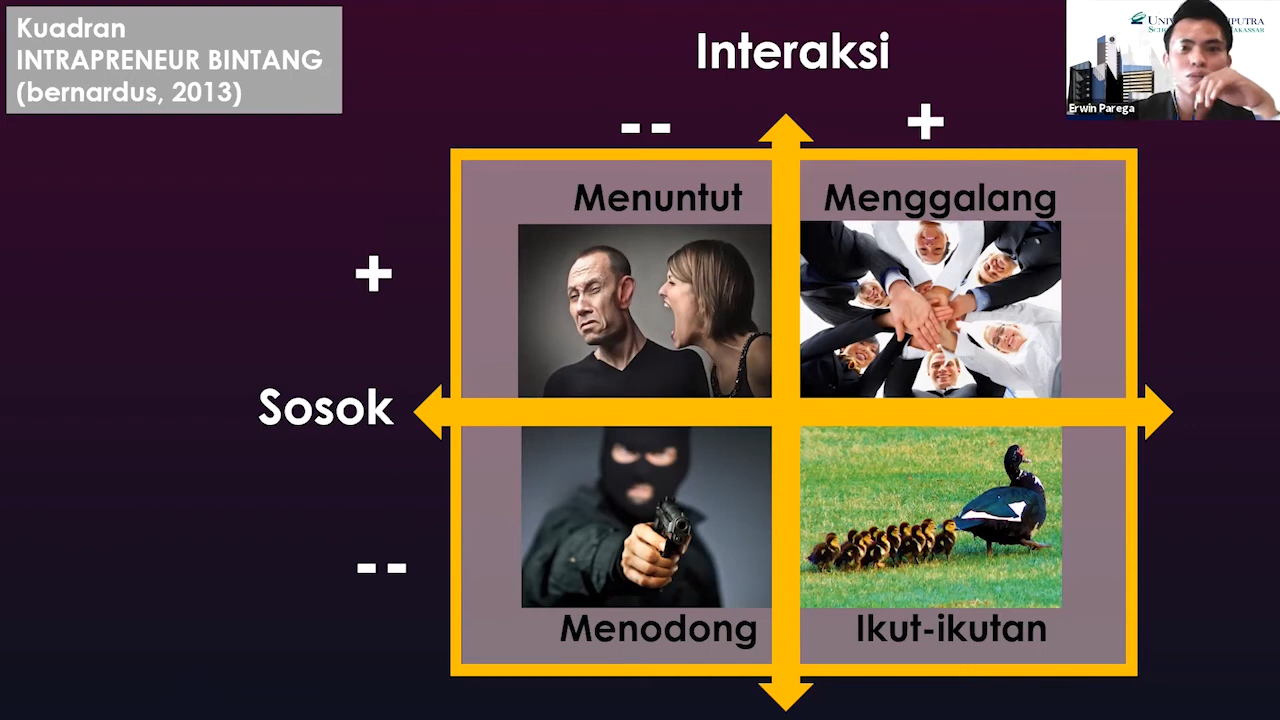 Kuadran
INTRAPRENEUR BINTANG
(bernardus, 2013)
Interaksi
-- +
Menuntut Menggalang
+
Sosok
--
Menodong Ikut-ikutan
Erwin Parega